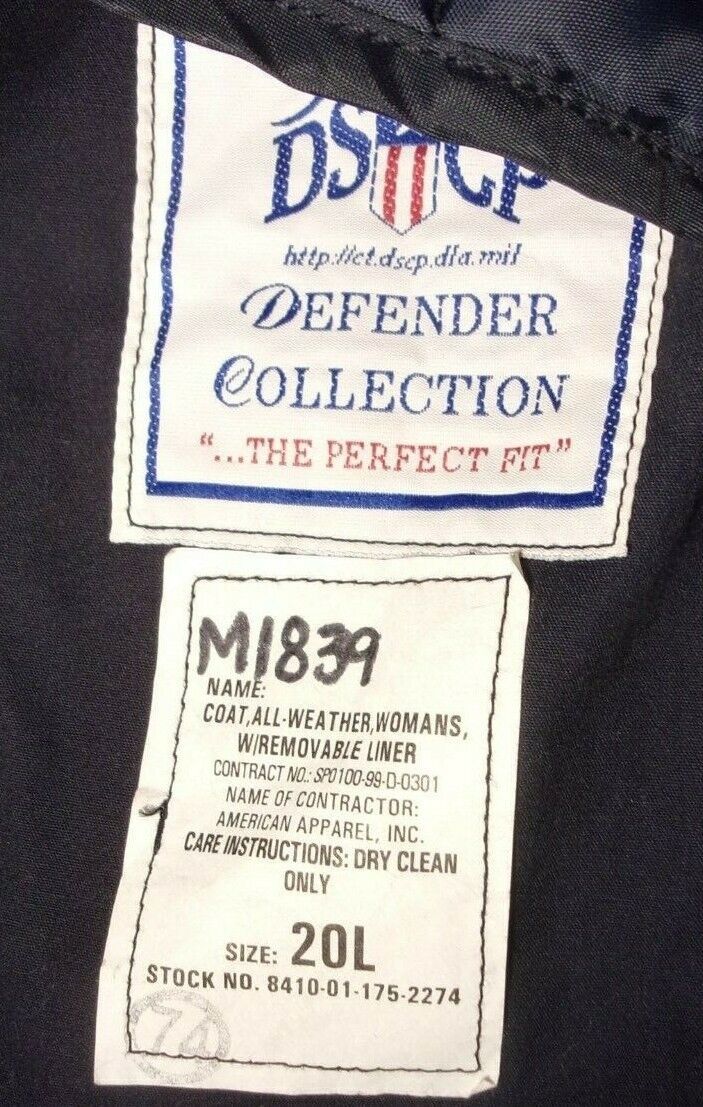 DSCP
http://ct.dscp.dla.mil
DEFENDER
COLLECTION
"...THE PERFECT FIT"
M1839
NAME:
COAT,ALL-WEATHER,WOMANS,
W/REMOVABLE LINER
CONTRACT NO.: SP0100-99-D-0301
NAME OF CONTRACTOR:
AMERICAN APPAREL, INC.
CARE INSTRUCTIONS: DRY CLEAN
ONLY
SIZE: 20L
STOCK NO. 8410-01-175-2274
74